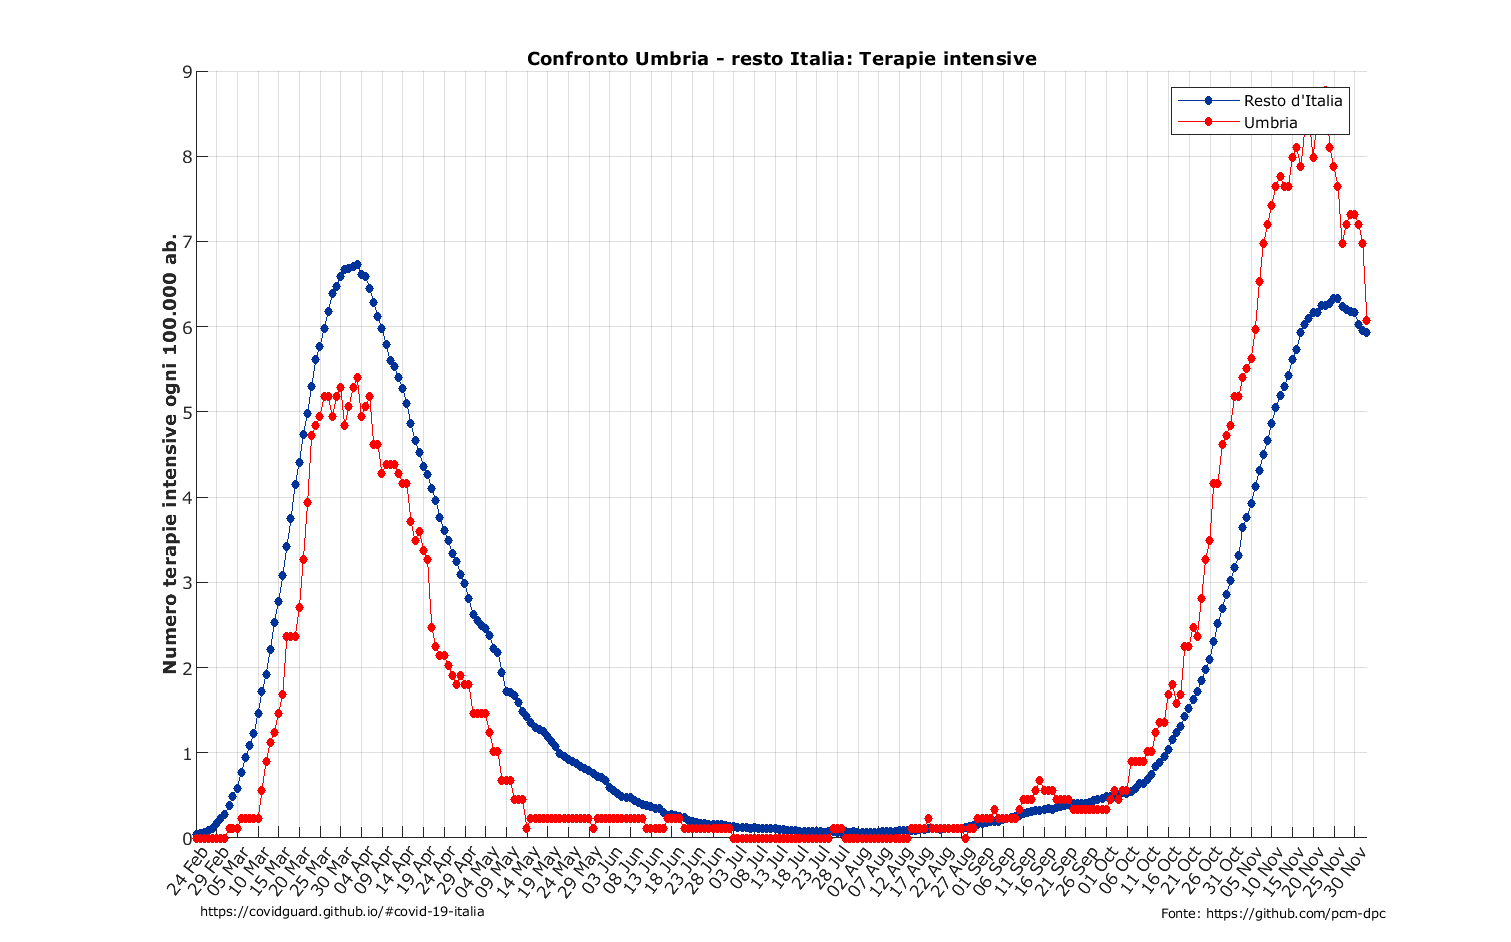 Confronto Umbria - resto Italia: Terapie intensive
Resto d'Italia
Umbria
Numero terapie intensive ogni 100.000 ab.
9
8
7
6
5
4
3
2
1
0
24 Feb
29 Feb
05 Mar
10 Mar
15 Mar
20 Mar
25 Mar
30 Mar
04 Apr
09 Apr
14 Apr
19 Apr
24 Apr
29 Apr
04 May
09 May
14 May
19 May
24 May
29 May
03 Jun
08 Jun
13 Jun
18 Jun
23 Jun
28 Jun
03 Jul
08 Jul
13 Jul
18 Jul
23 Jul
28 Jul
02 Aug
07 Aug
12 Aug
17 Aug
22 Aug
27 Aug
01 Sep
06 Sep
11 Sep
16 Sep
21 Sep
26 Sep
01 Oct
06 Oct
11 Oct
16 Oct
21 Oct
26 Oct
31 Oct
05 Nov
10 Nov
15 Nov
20 Nov
25 Nov
30 Nov
https://covidguard.github.io/#covid-19-italia
Fonte: https://github.com/pcm-dpc